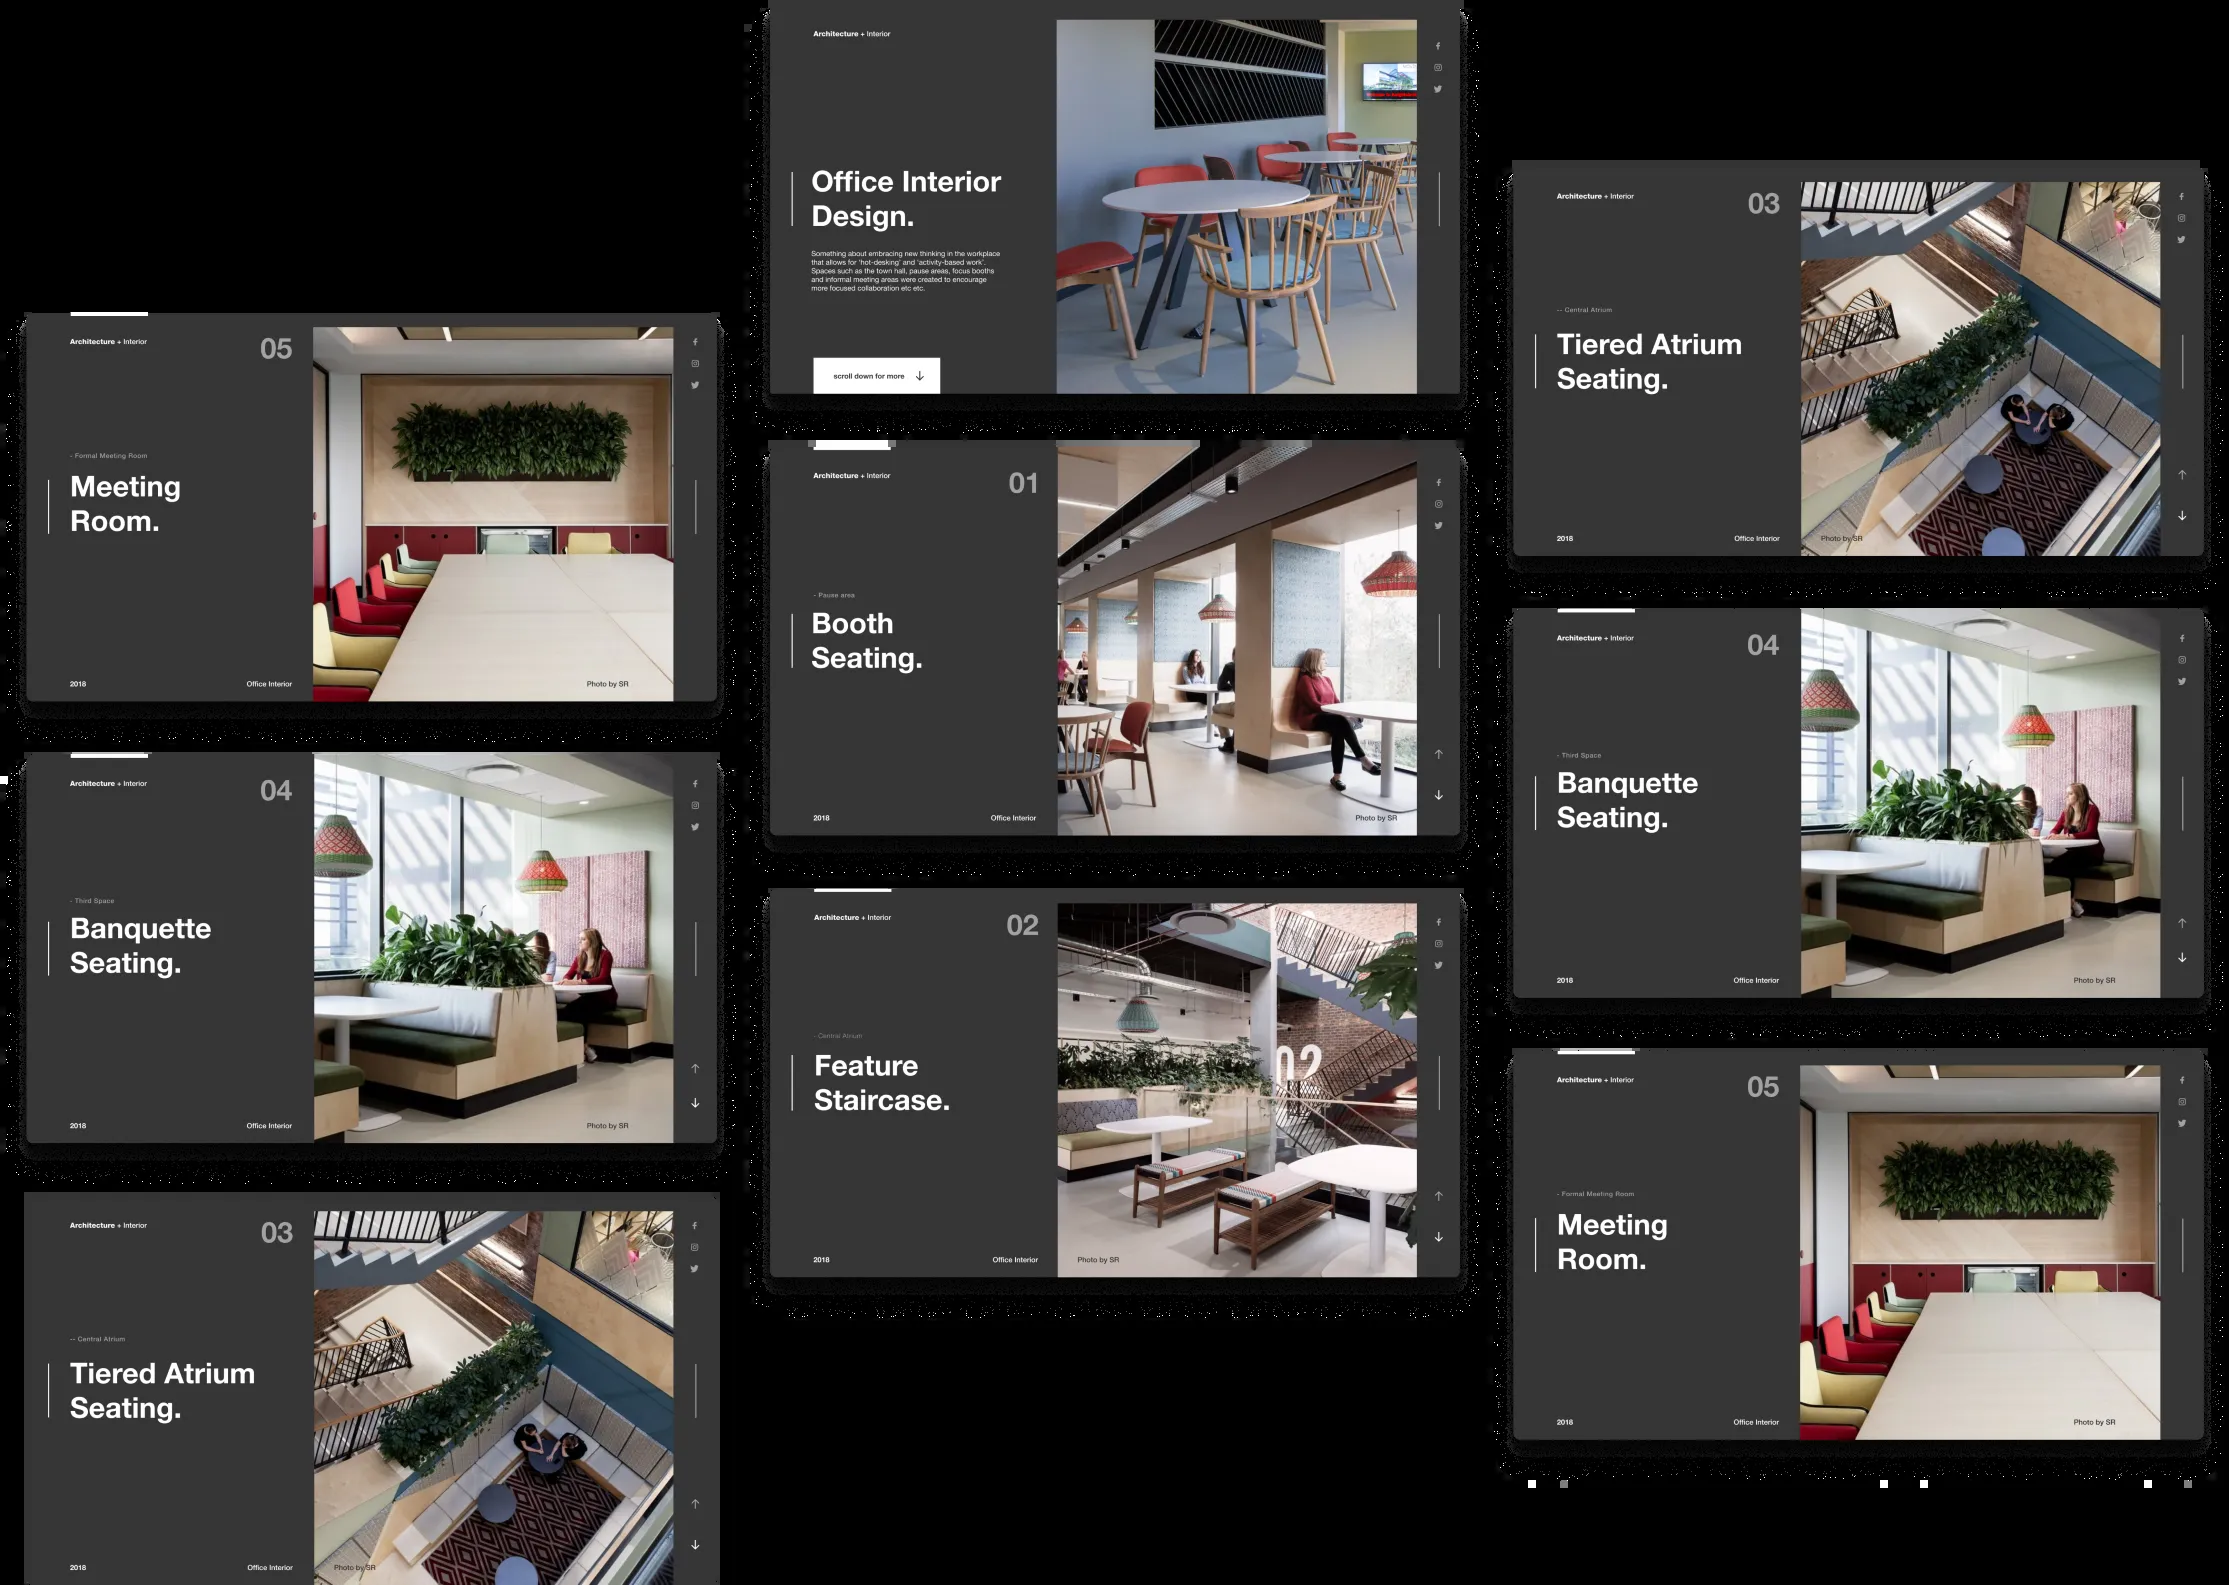 Architecture + Interior
05
- Formal Meeting Room
Meeting
Room.
2018
Office Interior
Photo by SR
Architecture + Interior
04
- Third Space
Banquette
Seating.
2018
Office Interior
Photo by SR
Architecture + Interior
03
-- Central Atrium
Tiered Atrium
Seating.
2018
Office Interior
Photo by SR
Architecture + Interior
Office Interior
Design.
Something about embracing new thinking in the workplace
that allows for 'hot-desking' and 'activity-based work'.
Spaces such as the town hall, pause areas, focus booths
and informal meeting areas were created to encourage
more focused collaboration etc etc.
scroll down for more
Architecture + Interior
01
- Pause area
Booth
Seating.
2018
Office Interior
Photo by SR
Architecture + Interior
02
- Central Atrium
Feature
Staircase.
02
2018
Office Interior
Photo by SR
Architecture + Interior
03
-- Central Atrium
Tiered Atrium
Seating.
2018
Office Interior
Photo by SR
Architecture + Interior
04
- Third Space
Banquette
Seating.
2018
Office Interior
Photo by SR
Architecture + Interior
05
- Formal Meeting Room
Meeting
Room.
2018
Office Interior
Photo by SR